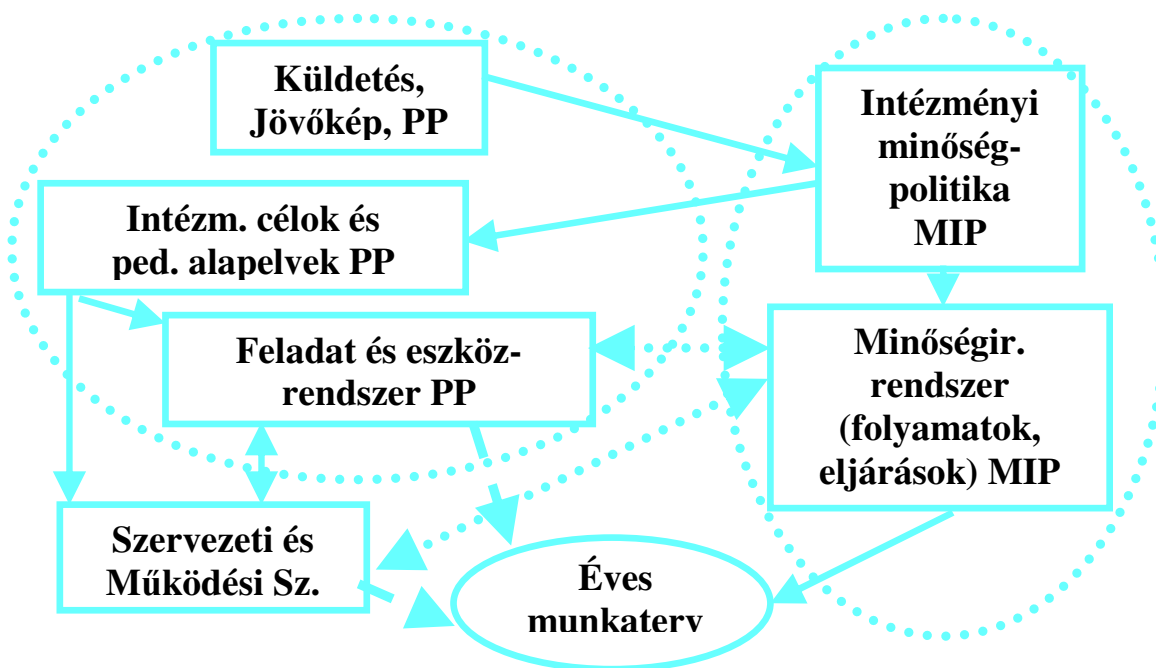 Küldetés,
Jövőkép, PP
Intézményi
minőség-
politika
MIP
Intézm. célok és
ped. alapelvek PP
Feladat és eszköz-
rendszer PP
Minőségir.
rendszer
(folyamatok,
eljárások) MIP
Szervezeti és
Működési Sz.
Éves
munkaterv